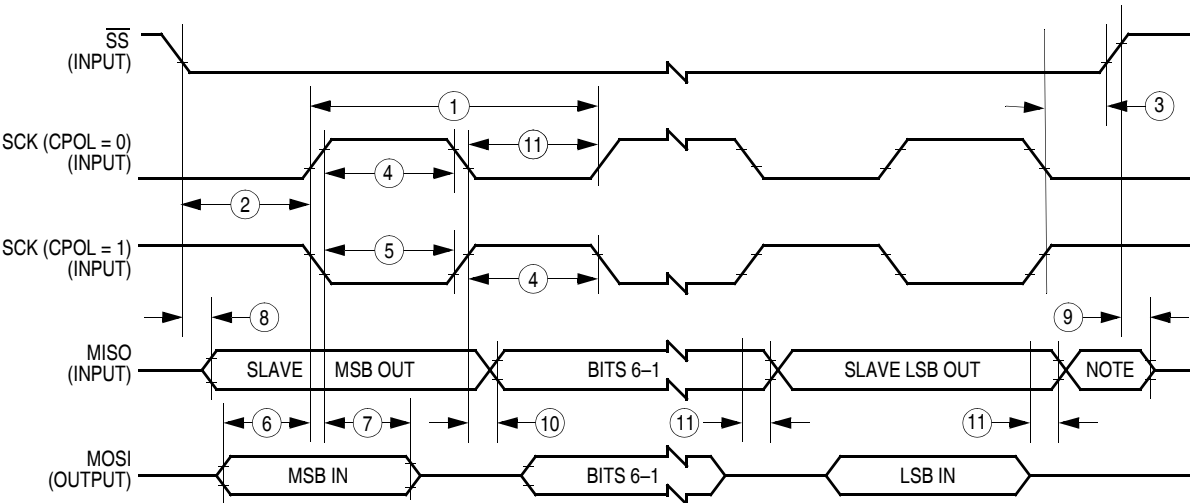 SS
(INPUT)
1
3
SCK (CPOL = 0)
(INPUT)
11
4
2
SCK (CPOL = 1)
(INPUT)
5
4
8
9
MISO
(INPUT)
SLAVE MSB OUT
BITS 6–1
SLAVE LSB OUT
NOTE
6
7
10
11
11
MOSI
(OUTPUT)
MSB IN
BITS 6–1
LSB IN